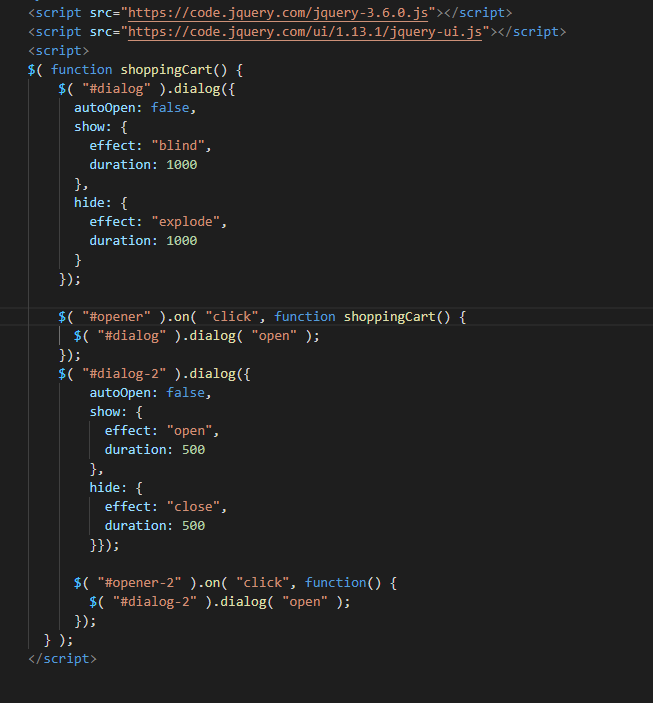 <script src="https://code.jquery.com/jquery-3.6.0.js"></script>
<script src="https://code.jquery.com/ui/1.13.1/jquery-ui.js"></script>
<script>
$( function shoppingCart() {
    $( "#dialog" ).dialog({
      autoOpen: false,
      show: {
        effect: "blind",
        duration: 1000
      },
      hide: {
        effect: "explode",
        duration: 1000
      }
    });

    $( "#opener" ).on( "click", function shoppingCart() {
      $( "#dialog" ).dialog( "open" );
    });
    $( "#dialog-2" ).dialog({
        autoOpen: false,
        show: {
          effect: "open",
          duration: 500
        },
        hide: {
          effect: "close",
          duration: 500
        }});

      $( "#opener-2" ).on( "click", function() {
        $( "#dialog-2" ).dialog( "open" );
      });
  } );
</script>